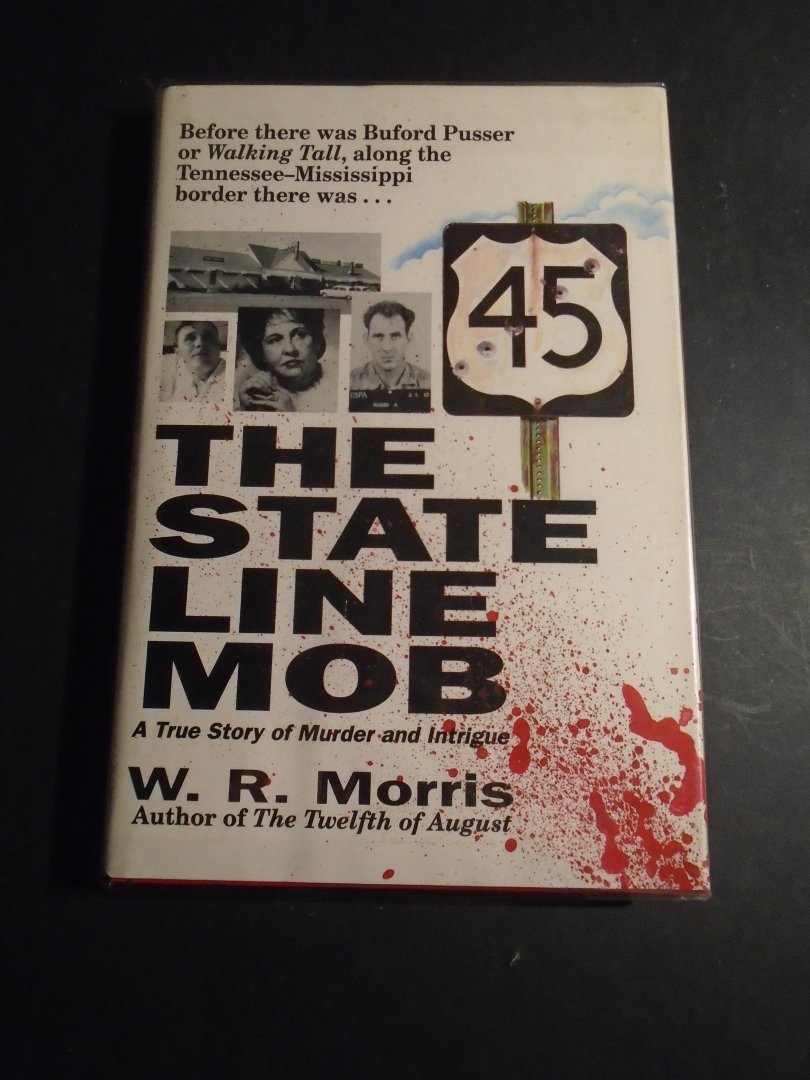 Before there was Buford Pusser
or Walking Tall, along the
Tennessee–Mississippi
border there was . . .
45
USPA
THE
STATE
LINE
MOB
A True Story of Murder and Intrigue
W. R. Morris
Author of The Twelfth of August